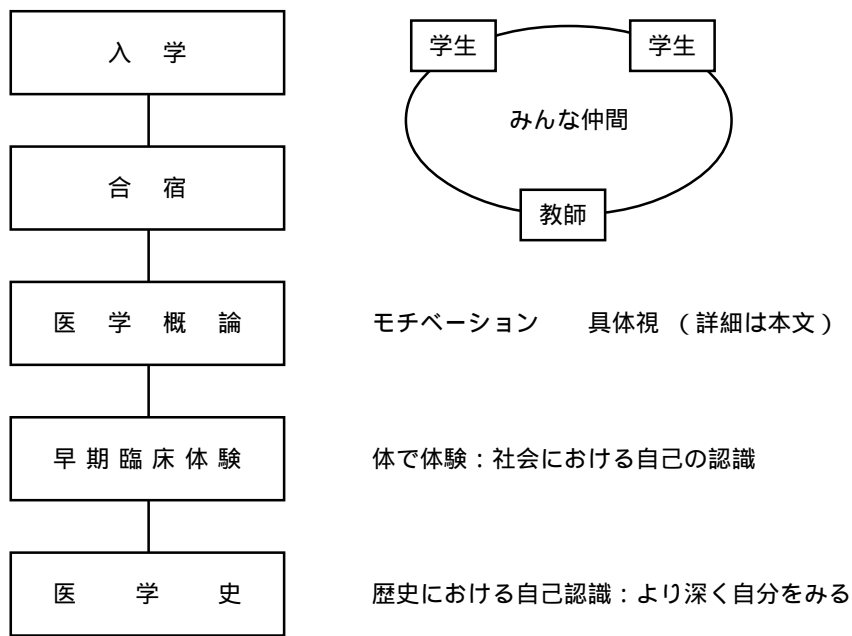 入学
学生
学生
みんな仲間
合宿
教師
医学概論
モチベーション 具体視 (詳細は本文)
早期臨床体験
体で体験:社会における自己の認識
医学史
歴史における自己認識:より深く自分をみる